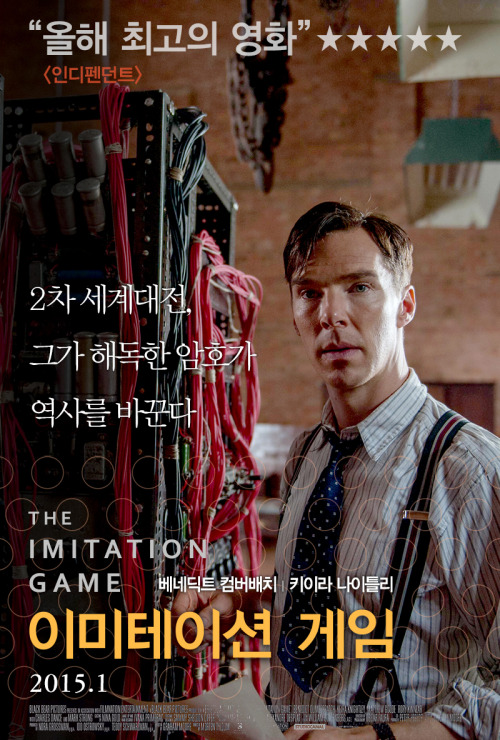 “올해 최고의 영화” ★★★★★
〈인디펜던트〉
2차 세계대전,
그가 해독한 암호가
역사를 바꾼다
THE
IMITATION
GAME
베네딕트 컴버배치 | 키이라 나이틀리
이미테이션 게임
2015.1